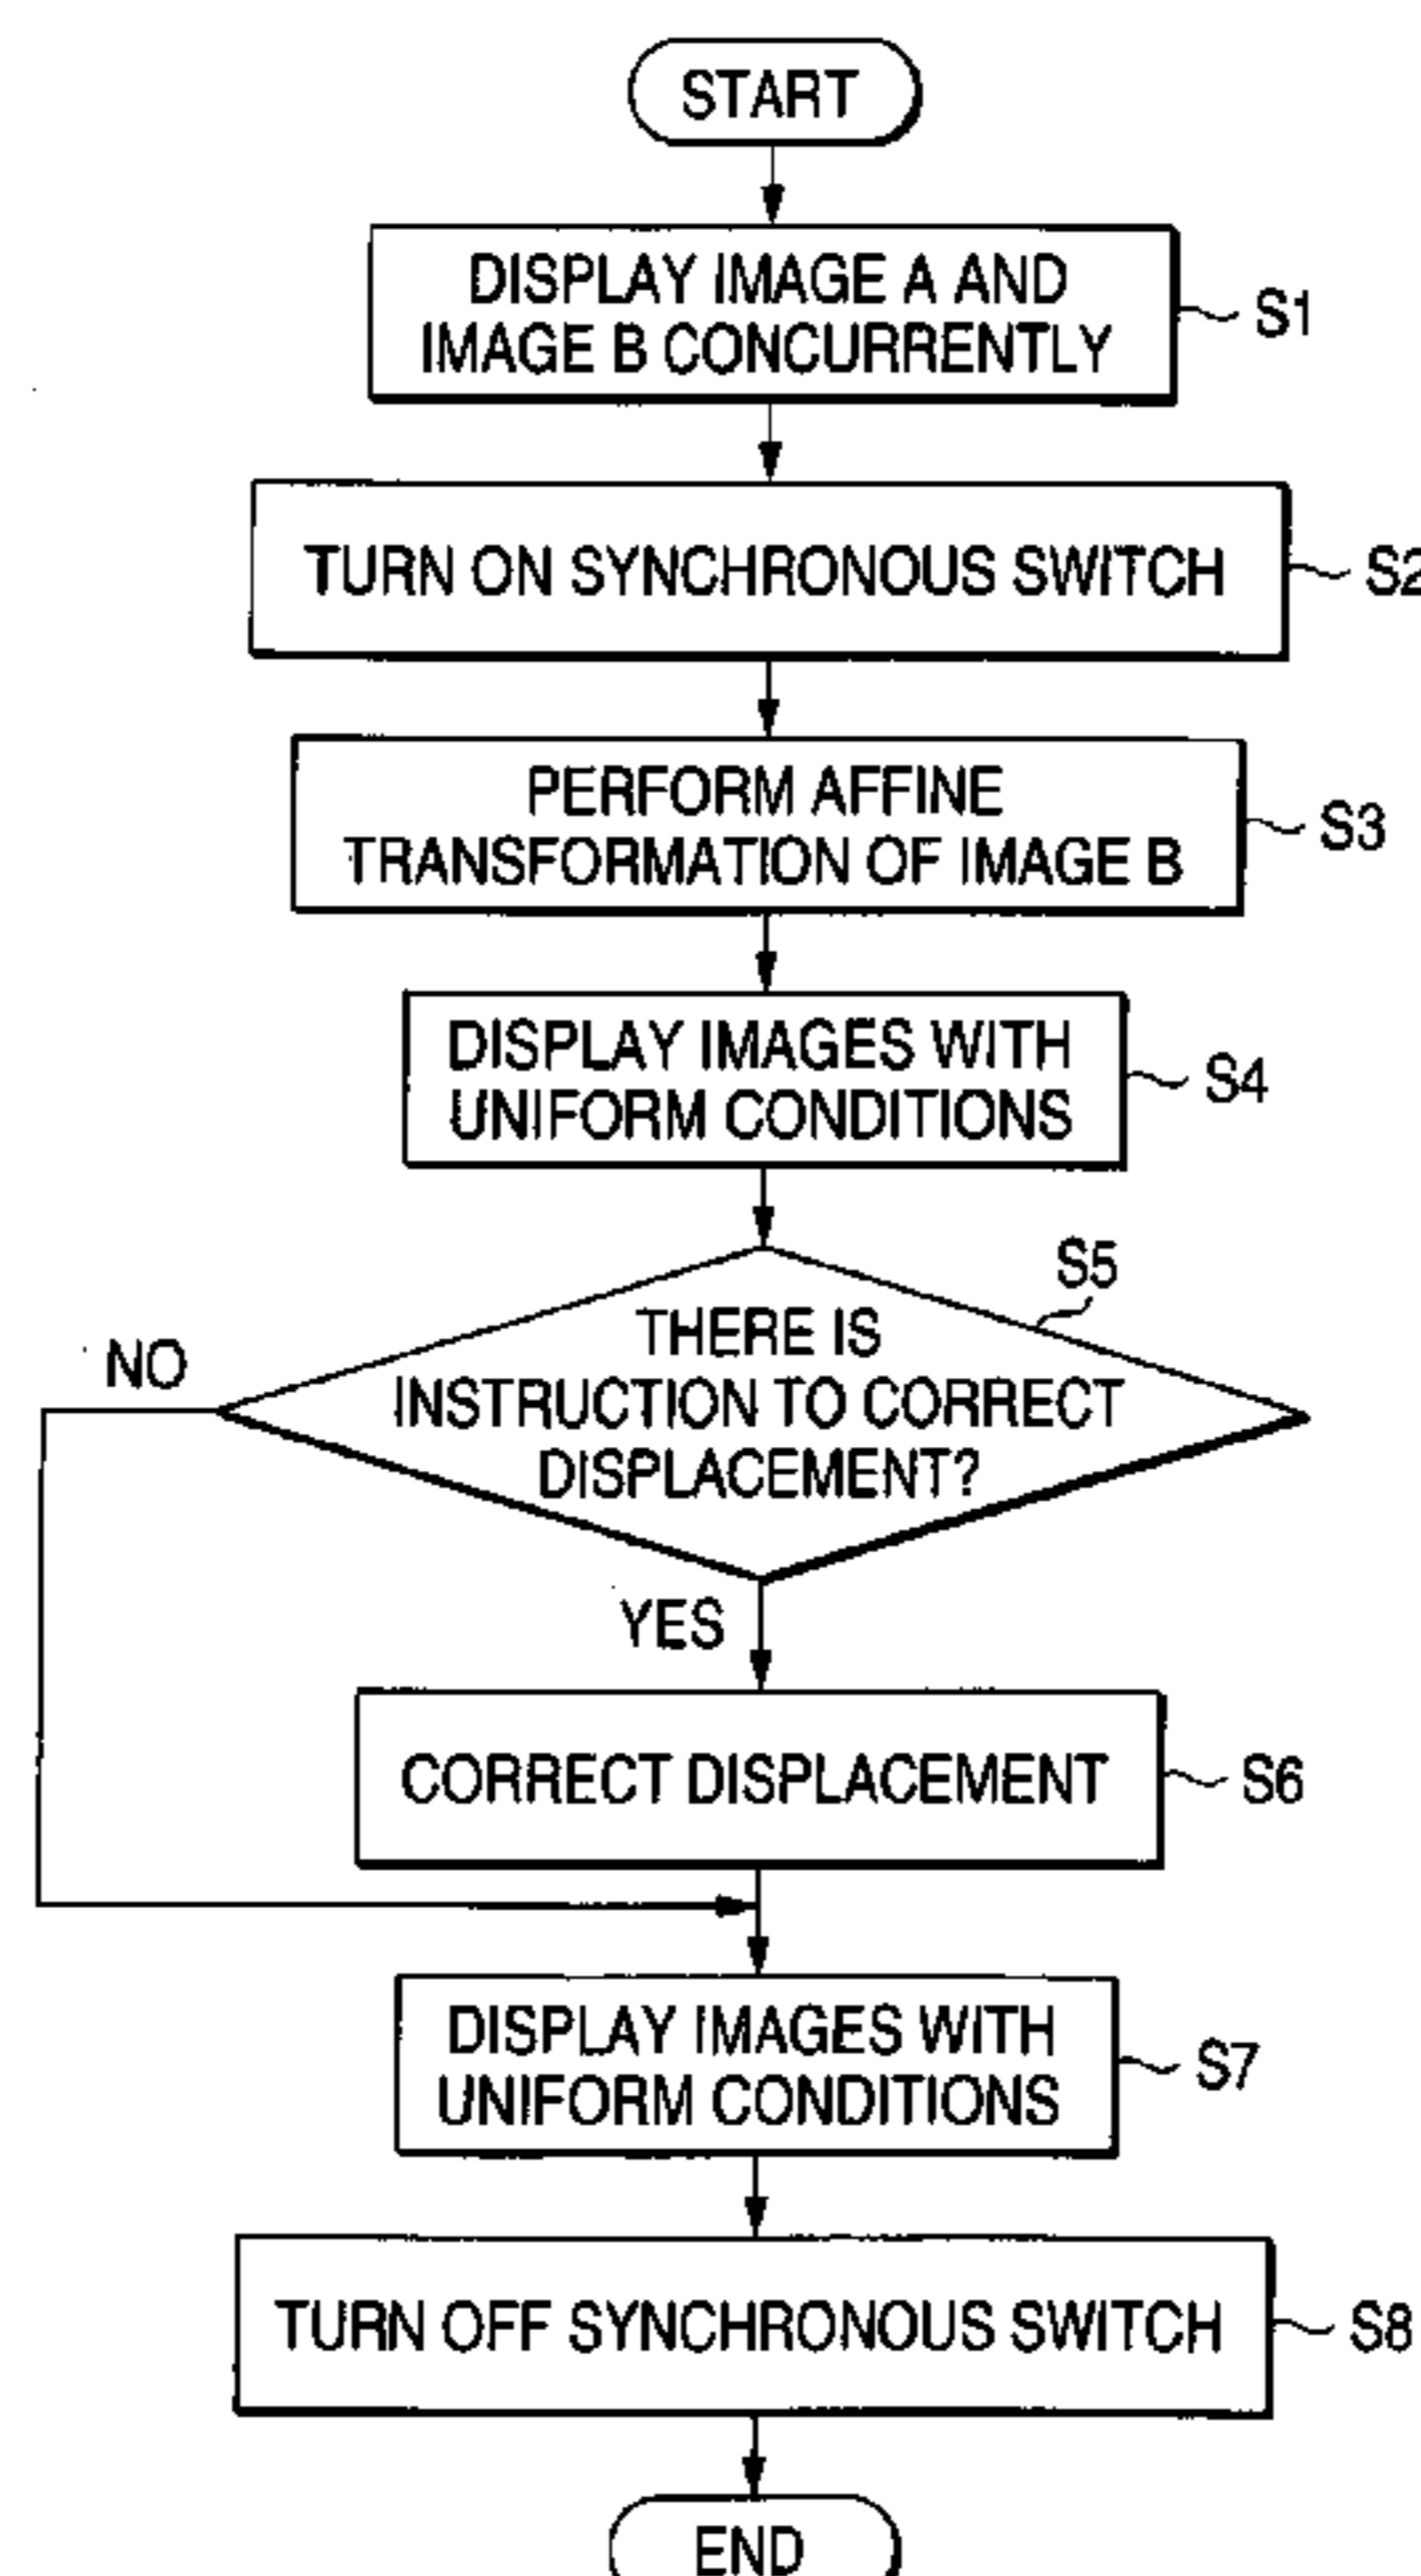 START
DISPLAY IMAGE A AND
IMAGE B CONCURRENTLY
S1
TURN ON SYNCHRONOUS SWITCH
S2
PERFORM AFFINE
TRANSFORMATION OF IMAGE B
S3
DISPLAY IMAGES WITH
UNIFORM CONDITIONS
S4
S5
THERE IS
INSTRUCTION TO CORRECT
DISPLACEMENT?
NO
YES
CORRECT DISPLACEMENT
S6
DISPLAY IMAGES WITH
UNIFORM CONDITIONS
S7
TURN OFF SYNCHRONOUS SWITCH
S8
END